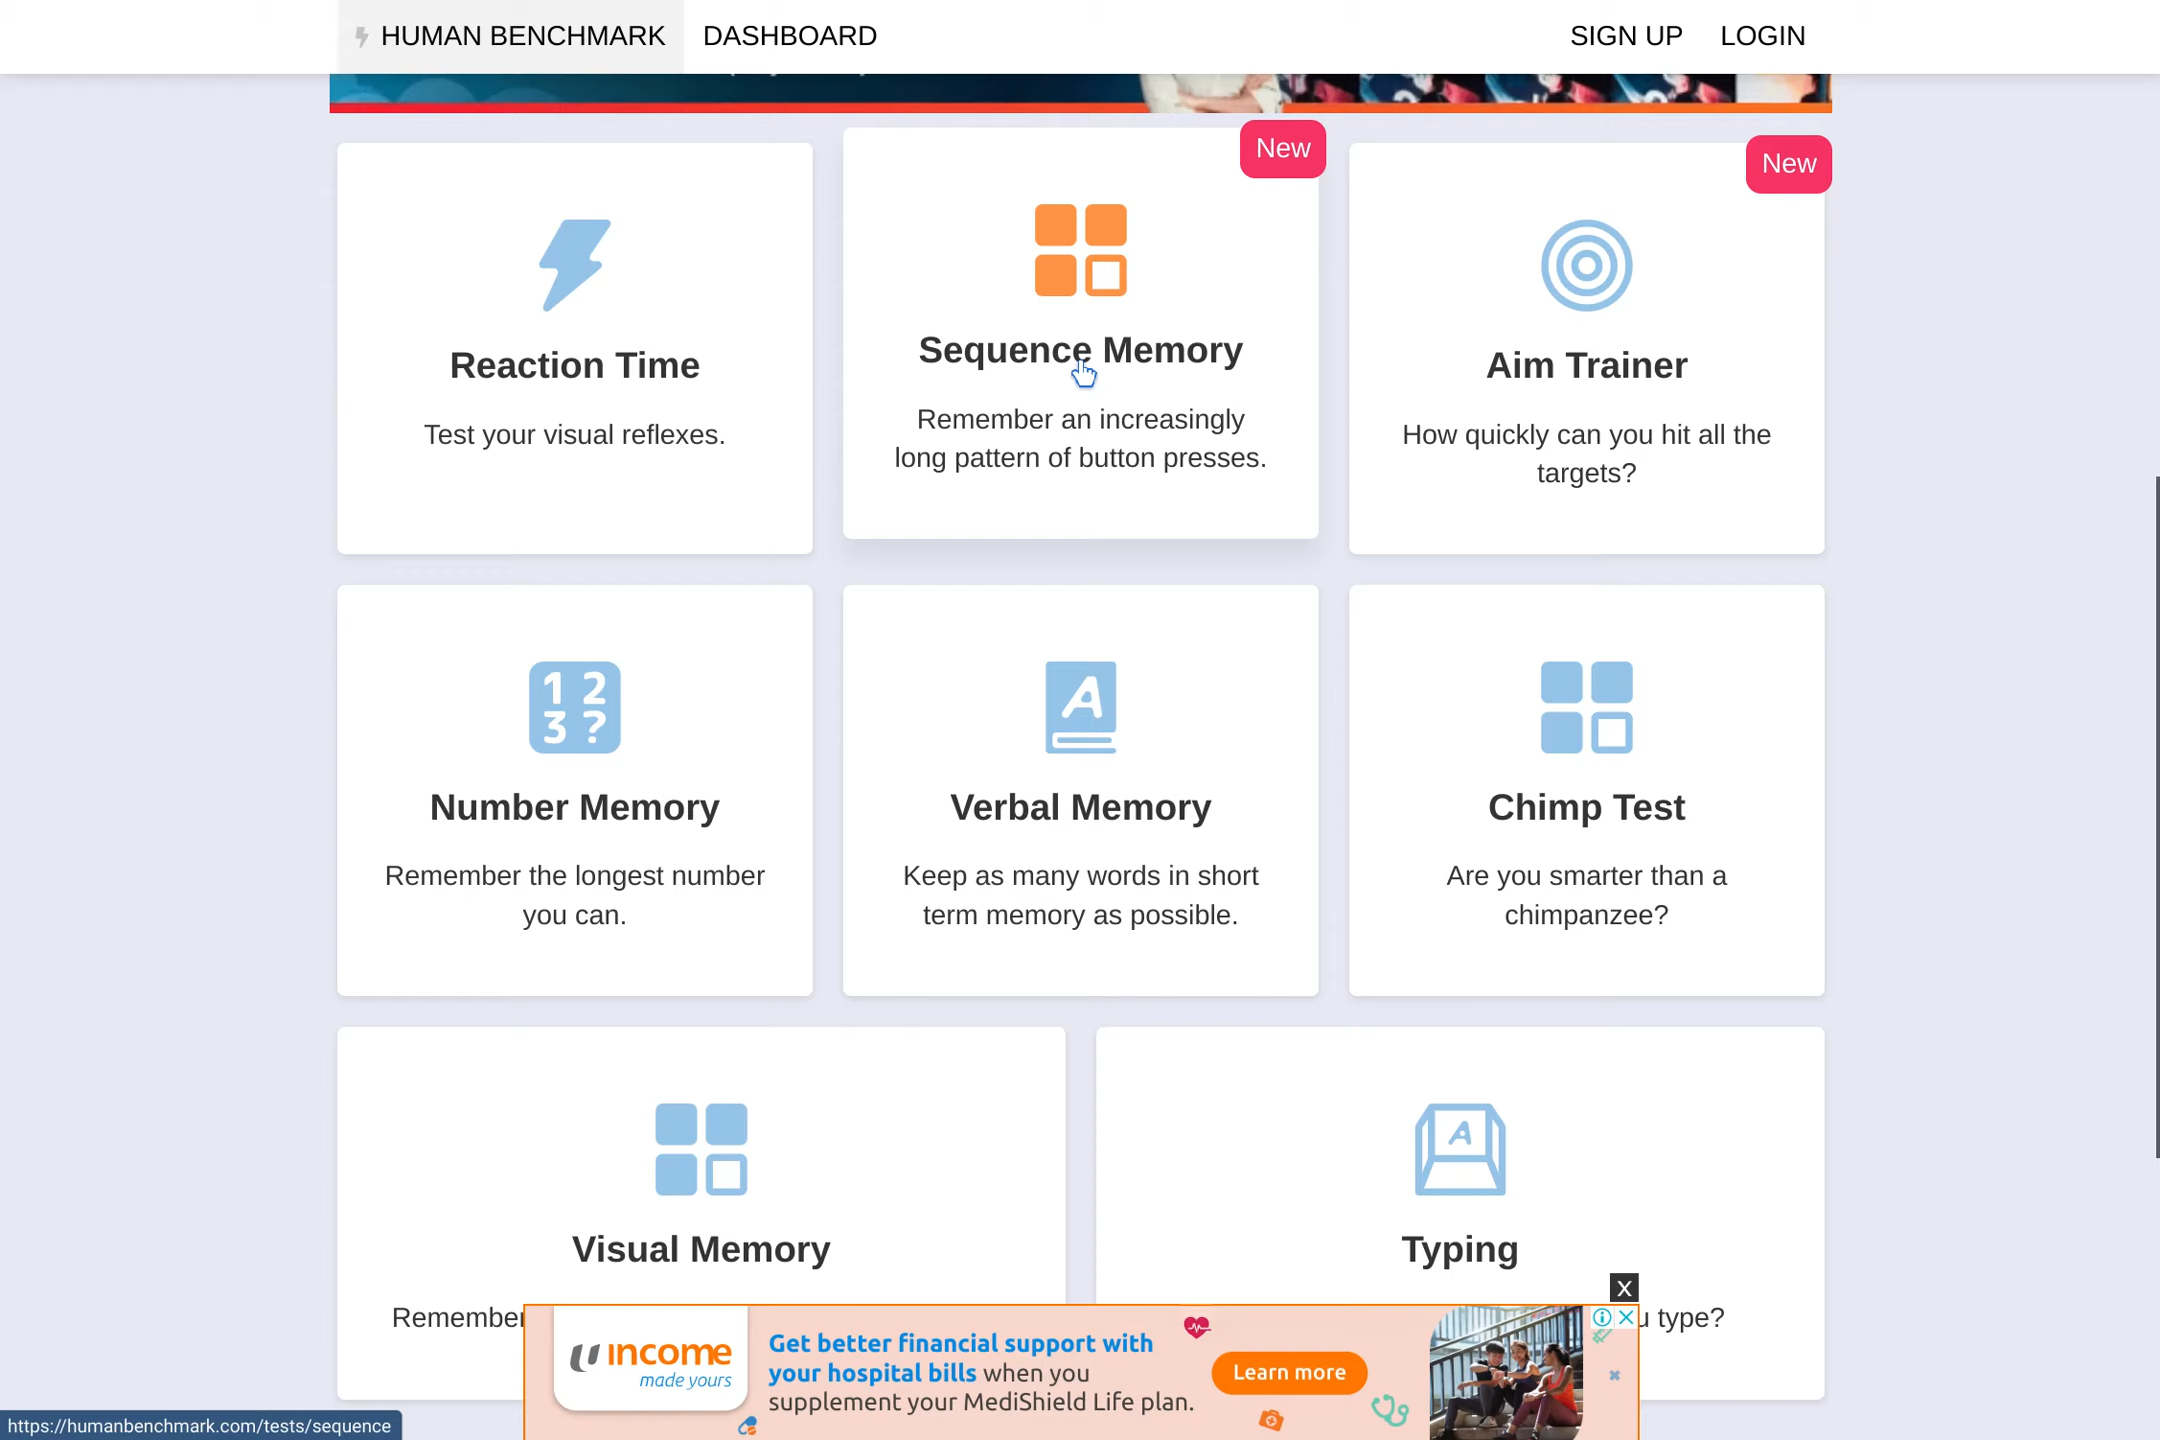 HUMAN BENCHMARK
DASHBOARD
SIGN UP
LOGIN
New
New
Reaction Time
Test your visual reflexes.
Sequence Memory
Remember an increasingly
long pattern of button presses.
Aim Trainer
How quickly can you hit all the
targets?
1 2
3 ?
Number Memory
Remember the longest number
you can.
A
Verbal Memory
Keep as many words in short
term memory as possible.
Chimp Test
Are you smarter than a
chimpanzee?
Visual Memory
Remember
A
Typing
u type?
X
income
made yours
Get better financial support with
your hospital bills when you
supplement your MediShield Life plan.
Learn more
https://humanbenchmark.com/tests/sequence